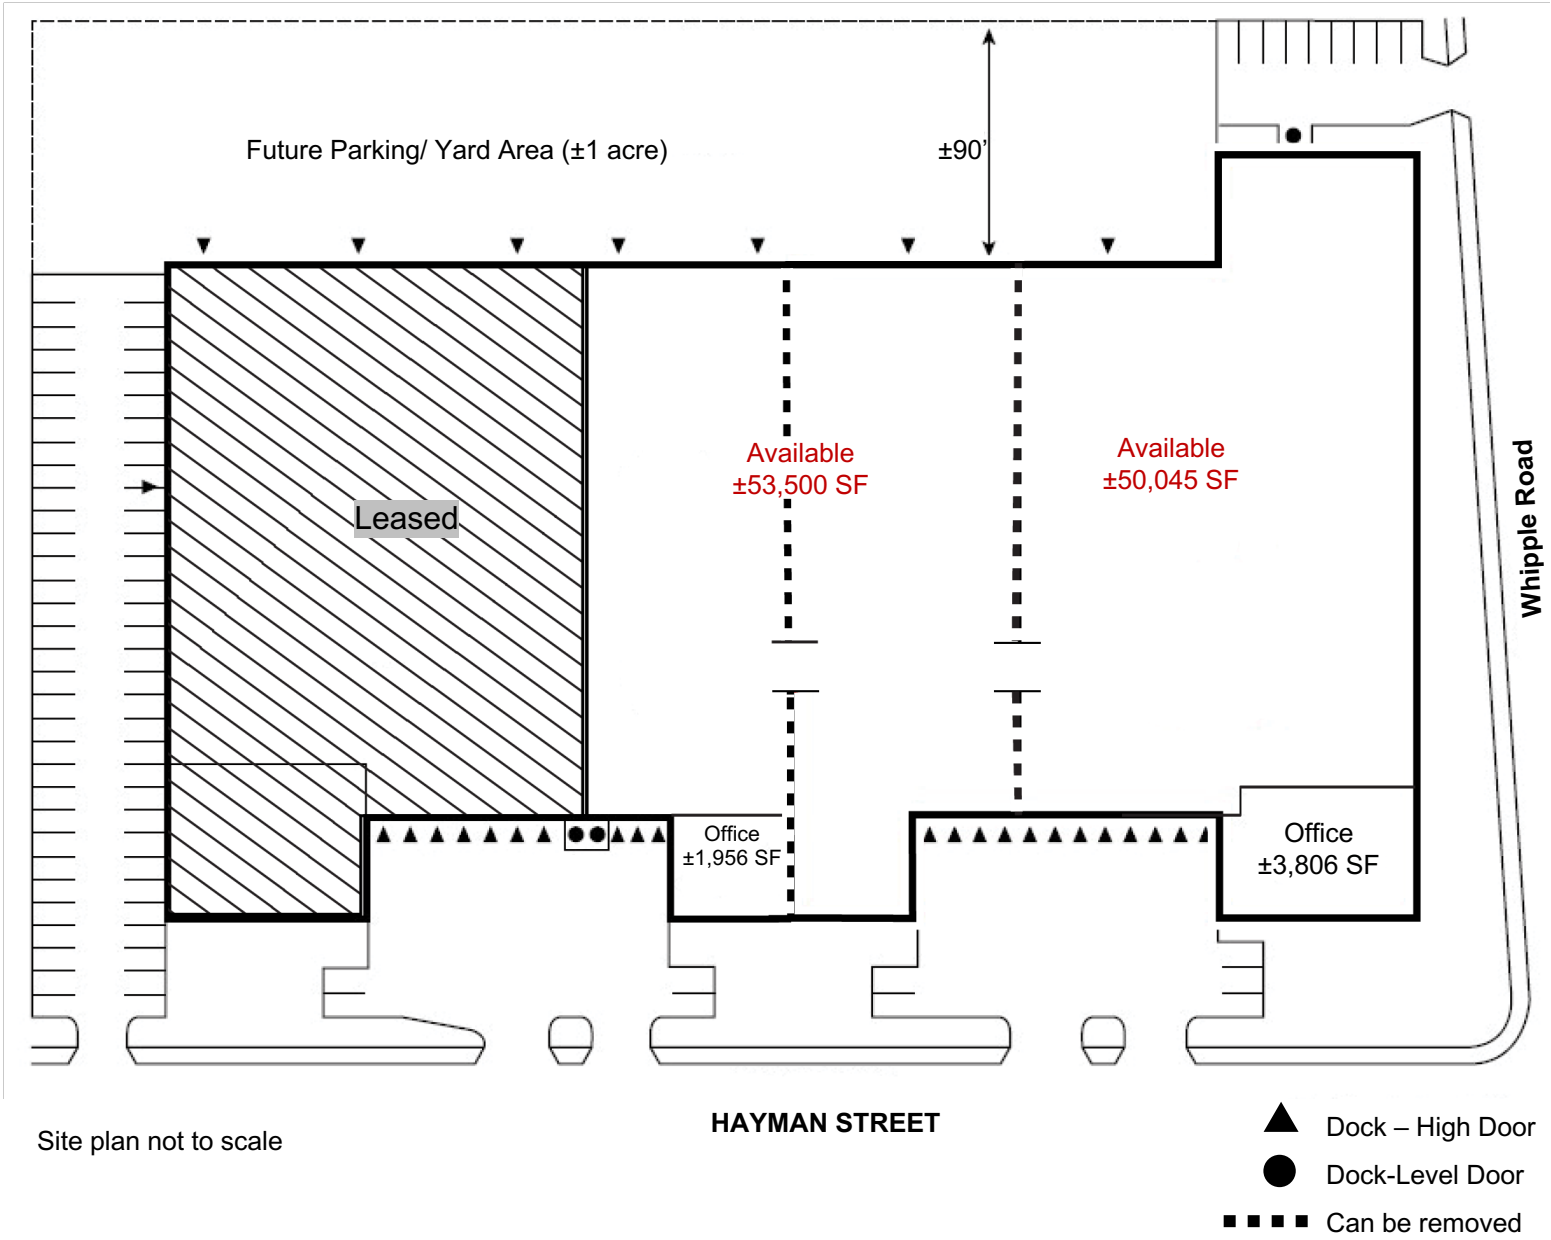 Future Parking/ Yard Area (±1 acre)
±90’
Available
±53,500 SF
Available
±50,045 SF
Leased
Whipple Road
Office
±1,956 SF
Office
±3,806 SF
HAYMAN STREET
Site plan not to scale
Dock – High Door
Dock-Level Door
Can be removed